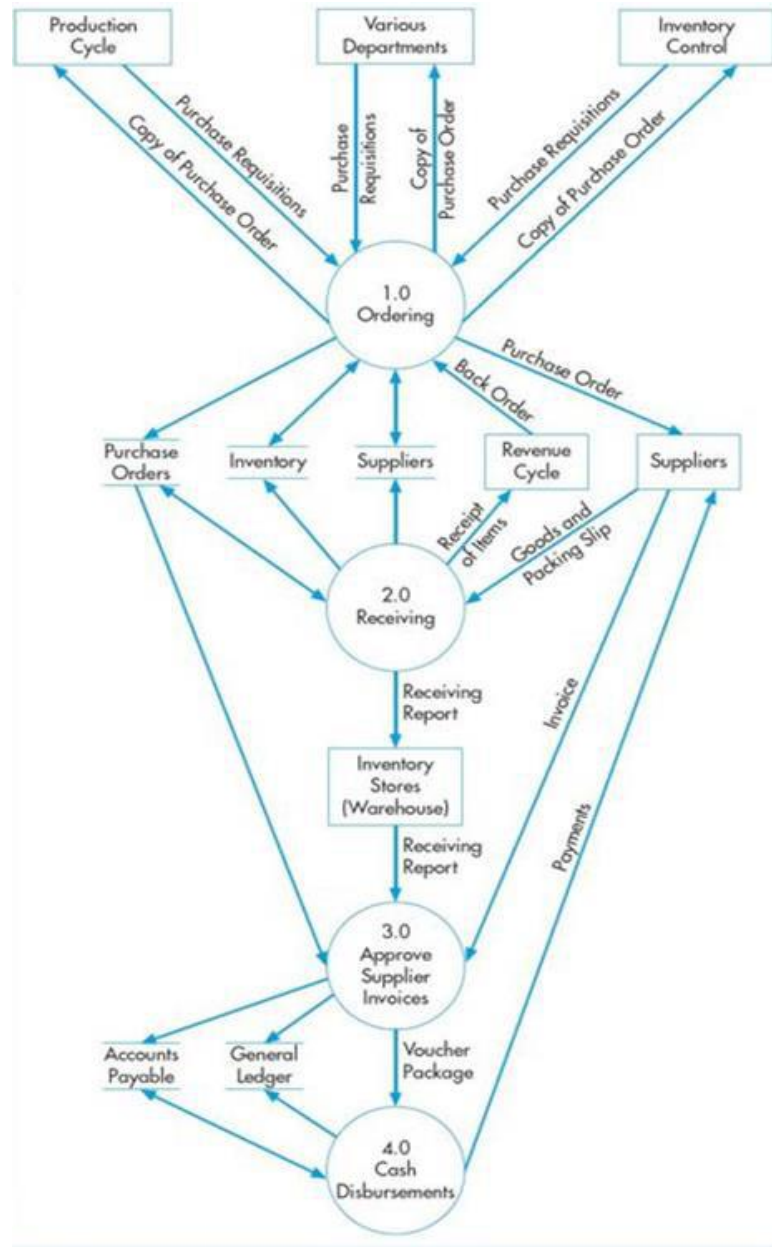 Production
Cycle
Various
Departments
Inventory
Control
Purchase Requisitions
Copy of Purchase Order
Purchase
Requisitions
Copy of
Purchase Order
Purchase Requisitions
Copy of Purchase Order
1.0
Ordering
Back Order
Purchase Order
Purchase
Orders
Inventory
Suppliers
Revenue
Cycle
Suppliers
Receipt
of Items
Goods and
Packing Slip
2.0
Receiving
Receiving
Report
Invoice
Inventory
Stores
(Warehouse)
Payments
Receiving
Report
3.0
Approve
Supplier
Invoices
Accounts
Payable
General
Ledger
Voucher
Package
4.0
Cash
Disbursements